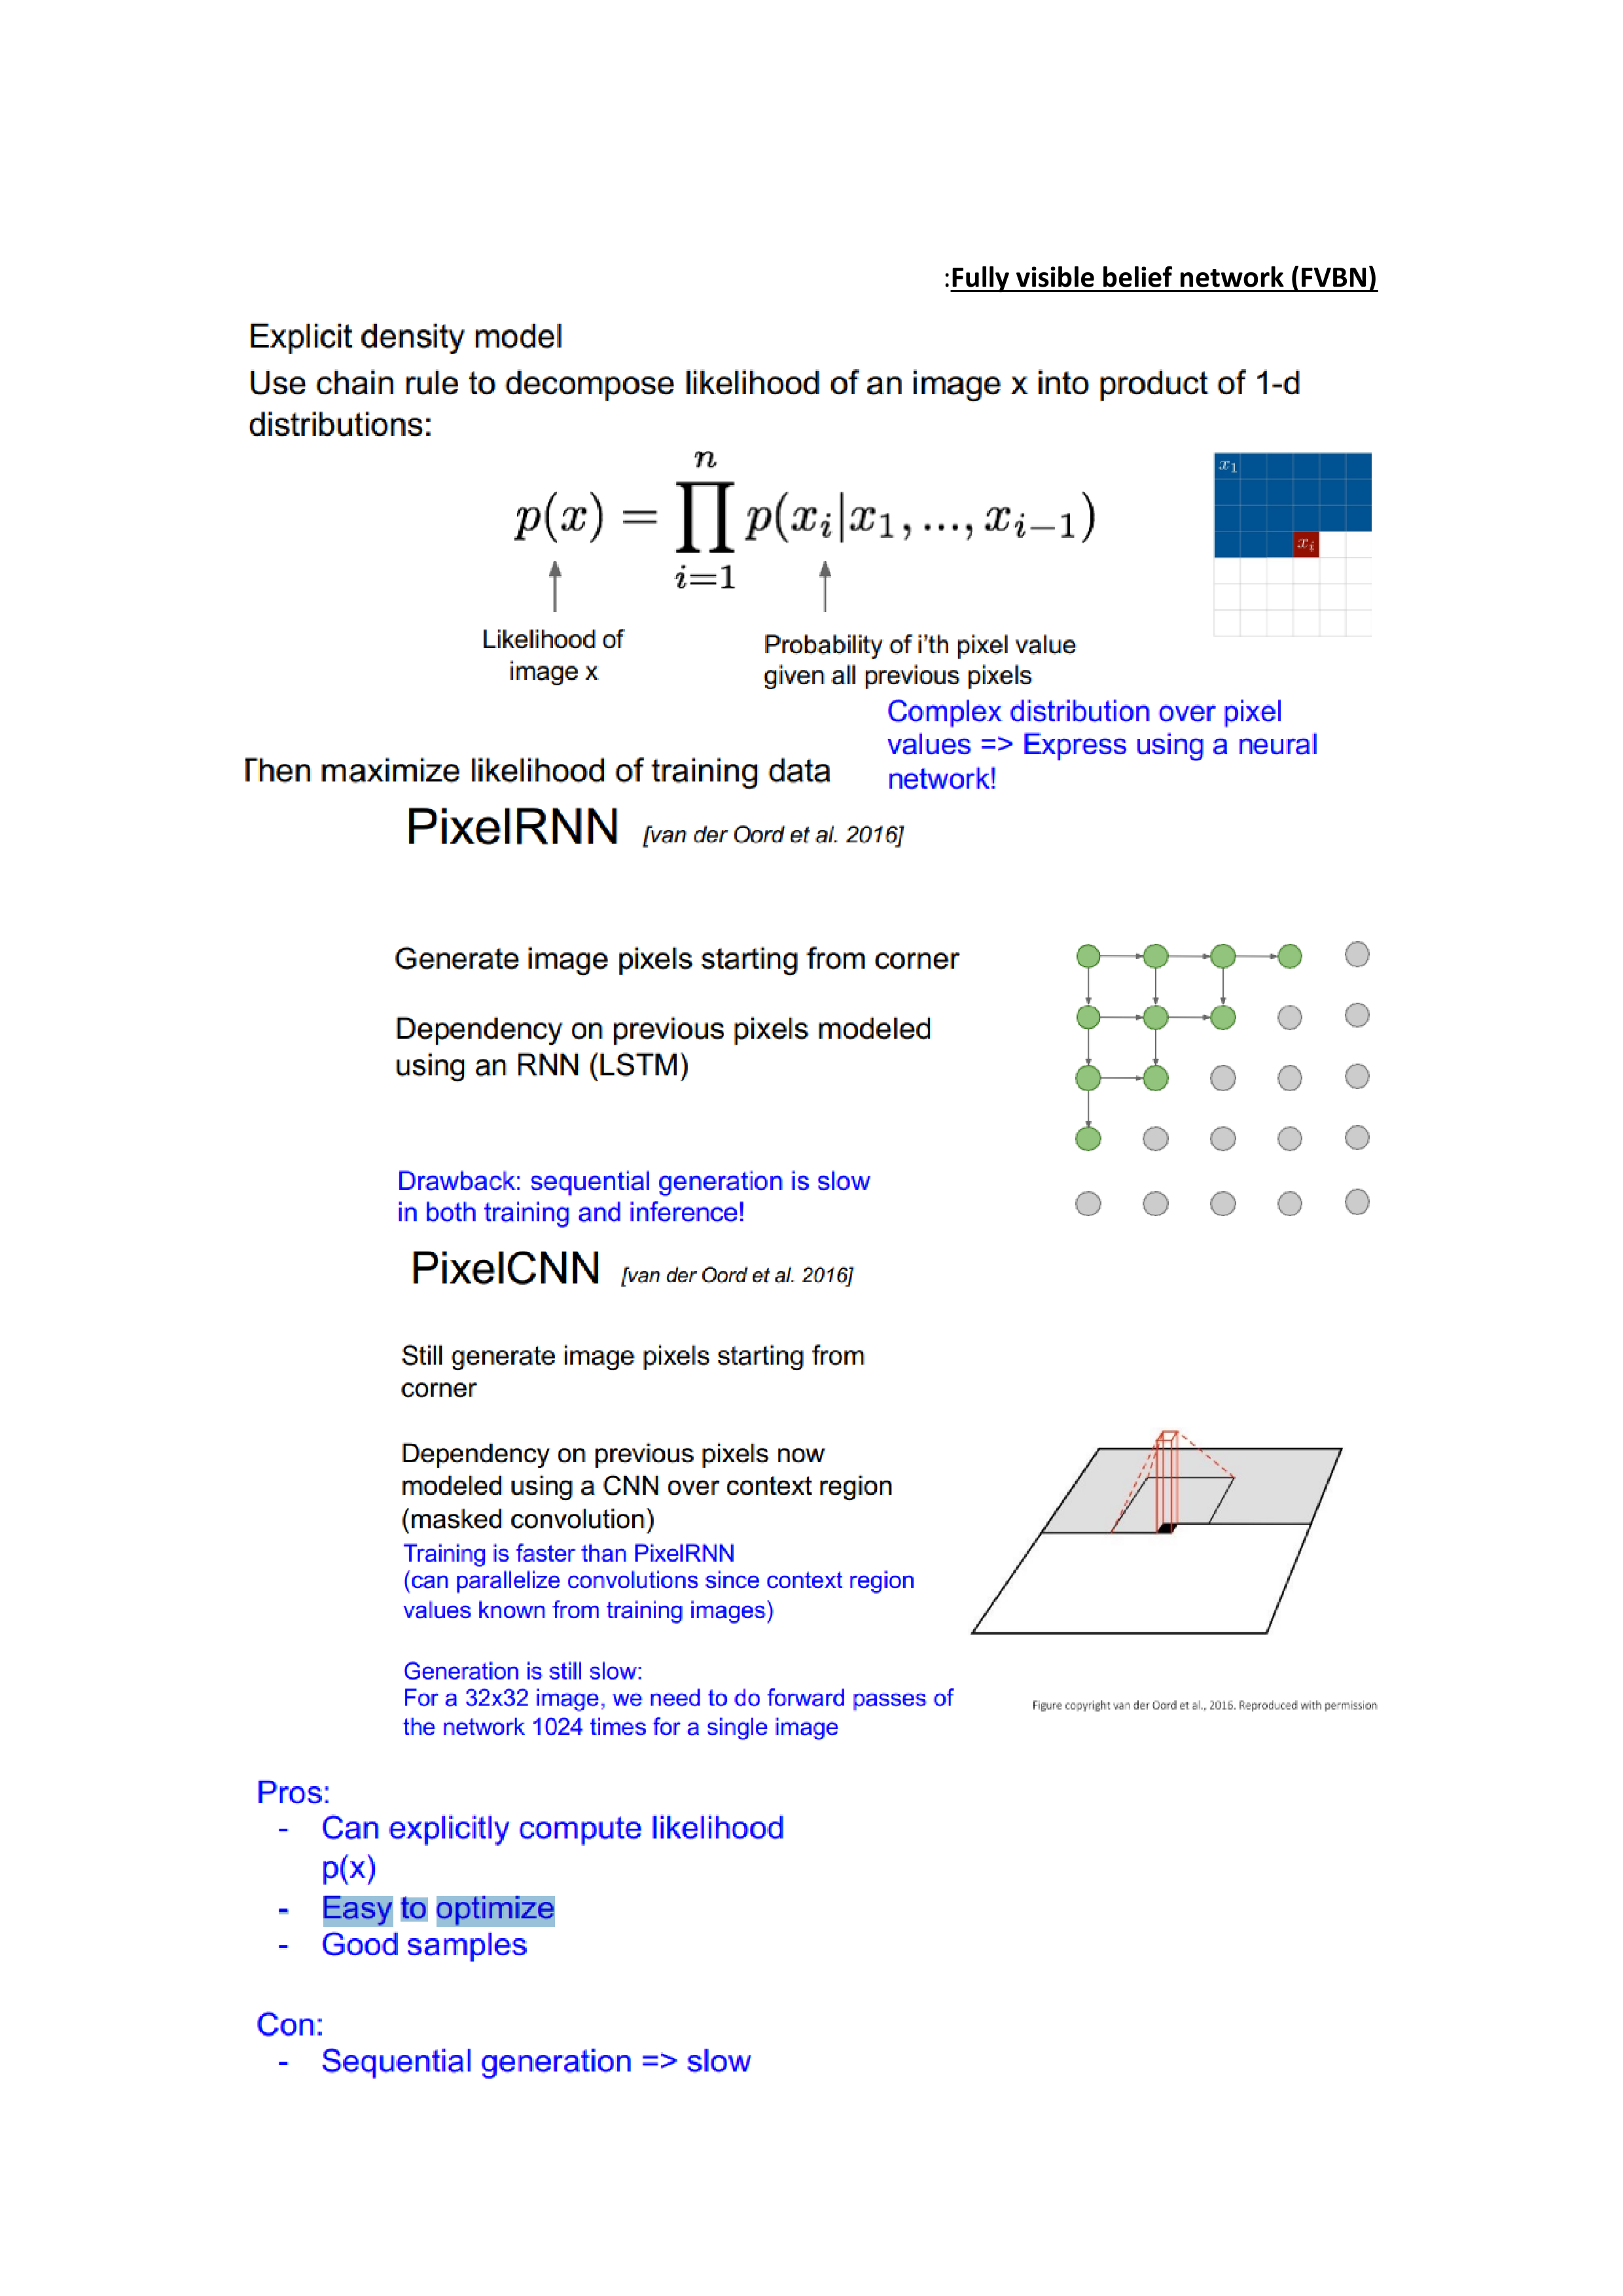 :Fully visible belief network (FVBN)
Explicit density model
Use chain rule to decompose likelihood of an image x into product of 1-d
distributions:
p(x) = ∏_{i=1}^{n} p(x_i|x_1, ..., x_{i−1})
x_1
x_i
Likelihood of
image x
Probability of i'th pixel value
given all previous pixels
Complex distribution over pixel
values => Express using a neural
network!
Then maximize likelihood of training data
PixelRNN [van der Oord et al. 2016]
Generate image pixels starting from corner
Dependency on previous pixels modeled
using an RNN (LSTM)
Drawback: sequential generation is slow
in both training and inference!
PixelCNN [van der Oord et al. 2016]
Still generate image pixels starting from
corner
Dependency on previous pixels now
modeled using a CNN over context region
(masked convolution)
Training is faster than PixelRNN
(can parallelize convolutions since context region
values known from training images)
Generation is still slow:
For a 32x32 image, we need to do forward passes of
the network 1024 times for a single image
Figure copyright van der Oord et al., 2016. Reproduced with permission
Pros:
- Can explicitly compute likelihood
p(x)
- Easy to optimize
- Good samples
Con:
- Sequential generation => slow